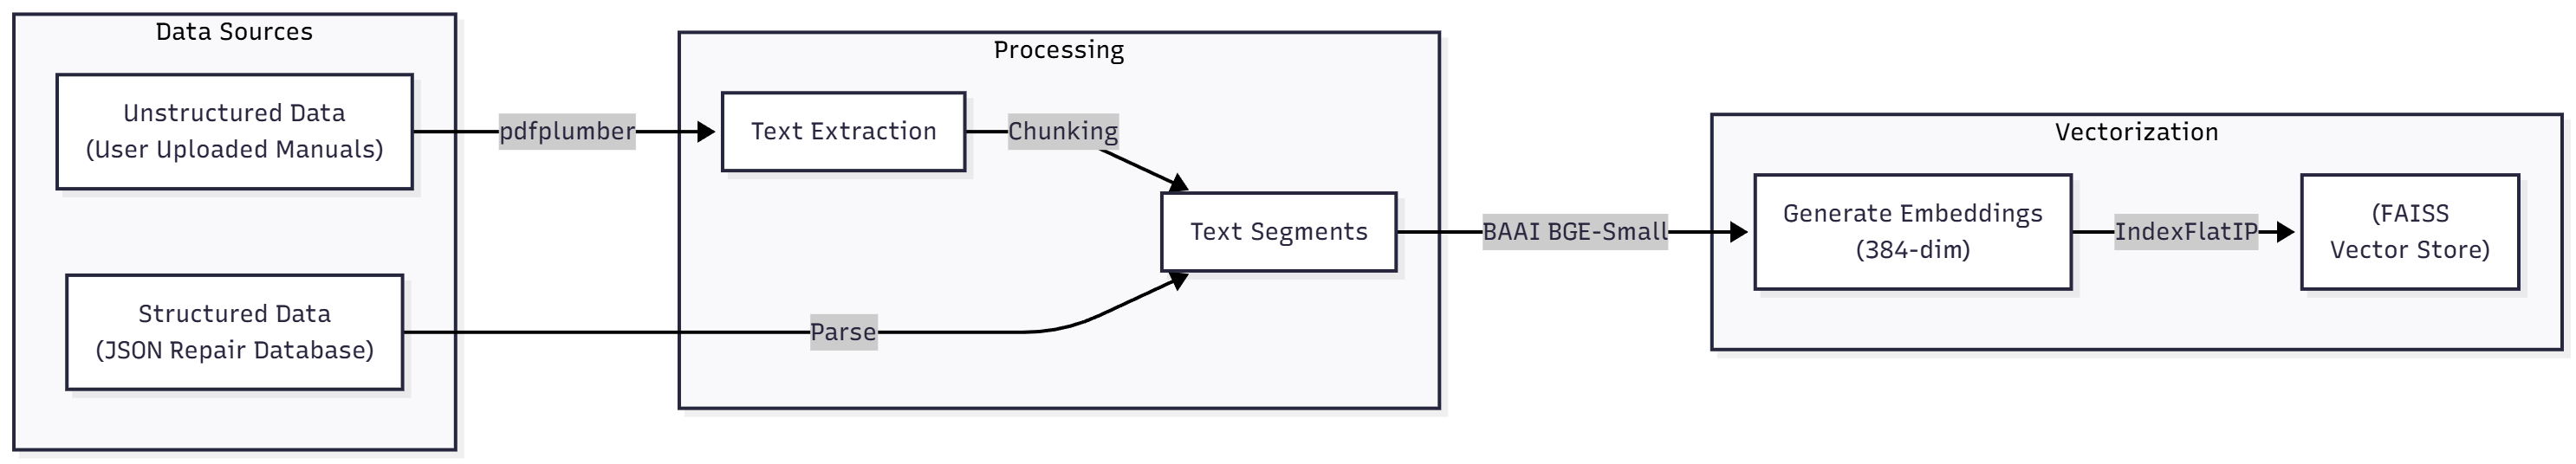 Data Sources
Unstructured Data
(User Uploaded Manuals)
Structured Data
(JSON Repair Database)
pdfplumber
Processing
Text Extraction
Chunking
Text Segments
Parse
BAAI BGE-Small
Vectorization
Generate Embeddings
(384-dim)
IndexFlatIP
(FAISS
Vector Store)